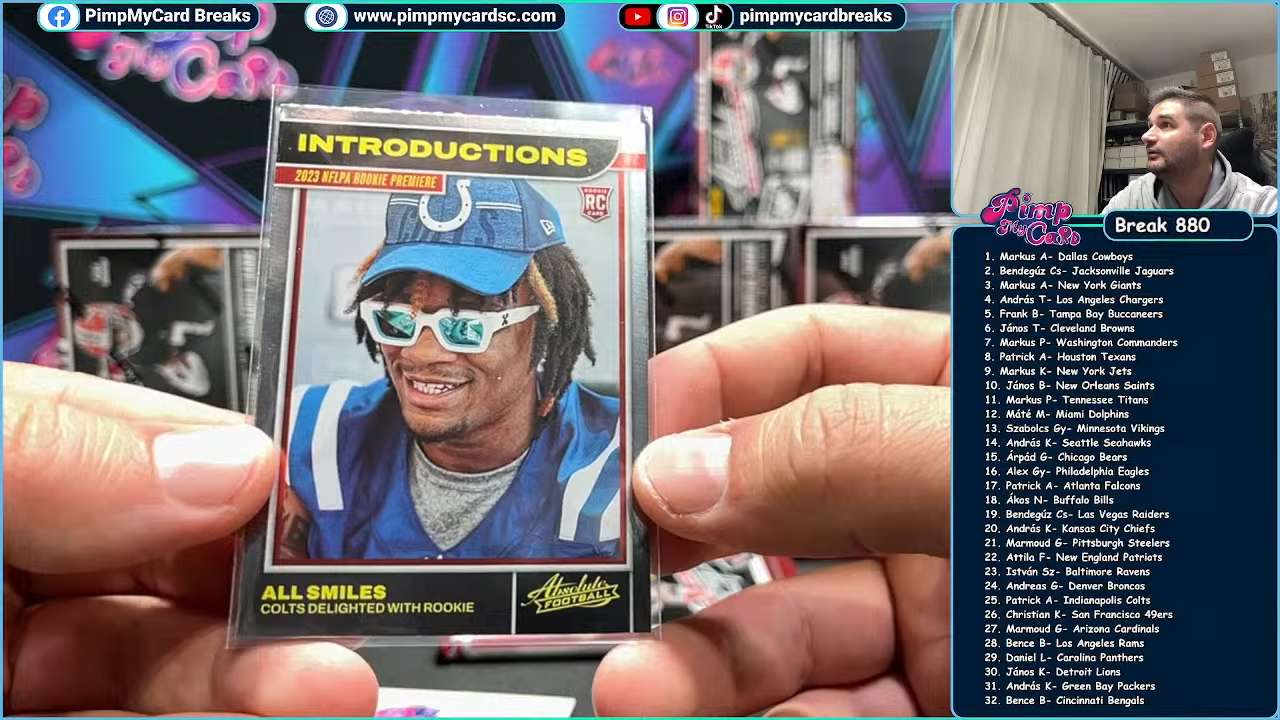 PimpMyCard Breaks
www.pimpmycardsc.com
TikTok
pimpmycardbreaks
Pimp
My
Card
INTRODUCTIONS
2023 NFLPA ROOKIE PREMIERE
ROOKIE
RC
CARD
ALL SMILES
COLTS DELIGHTED WITH ROOKIE
Absolute
FOOTBALL
Pimp
My
Card
Break 880
1. Markus A- Dallas Cowboys
2. Bendegúz Cs- Jacksonville Jaguars
3. Markus A- New York Giants
4. András T- Los Angeles Chargers
5. Frank B- Tampa Bay Buccaneers
6. János T- Cleveland Browns
7. Markus P- Washington Commanders
8. Patrick A- Houston Texans
9. Markus K- New York Jets
10. János B- New Orleans Saints
11. Markus P- Tennessee Titans
12. Máté M- Miami Dolphins
13. Szabolcs Gy- Minnesota Vikings
14. András K- Seattle Seahawks
15. Árpád G- Chicago Bears
16. Alex Gy- Philadelphia Eagles
17. Patrick A- Atlanta Falcons
18. Ákos N- Buffalo Bills
19. Bendegúz Cs- Las Vegas Raiders
20. András K- Kansas City Chiefs
21. Marmoud G- Pittsburgh Steelers
22. Attila F- New England Patriots
23. István Sz- Baltimore Ravens
24. Andreas G- Denver Broncos
25. Patrick A- Indianapolis Colts
26. Christian K- San Francisco 49ers
27. Marmoud G- Arizona Cardinals
28. Bence B- Los Angeles Rams
29. Daniel L- Carolina Panthers
30. János K- Detroit Lions
31. András K- Green Bay Packers
32. Bence B- Cincinnati Bengals